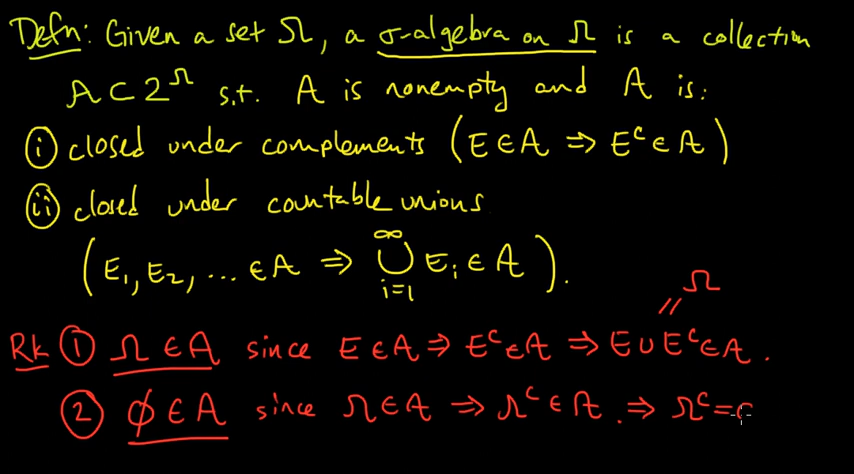 Defn: Given a set Ω, a σ-algebra on Ω is a collection
A ⊂ 2^Ω s.t. A is nonempty and A is:
(i) closed under complements (E ∈ A ⇒ E^c ∈ A)
(ii) closed under countable unions
(E₁, E₂, ... ∈ A ⇒ ⋃_{i=1}^{∞} E_i ∈ A).
Ω
=
Rk (1) Ω ∈ A since E ∈ A ⇒ E^c ∈ A ⇒ E ∪ E^c ∈ A.
(2) ϕ ∈ A since Ω ∈ A ⇒ Ω^c ∈ A. ⇒ Ω^c =